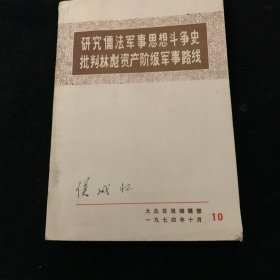 研究儒法军事思想斗争史
批判林彪资产阶级军事路线
大众日报编辑部
一九七四年十月
10